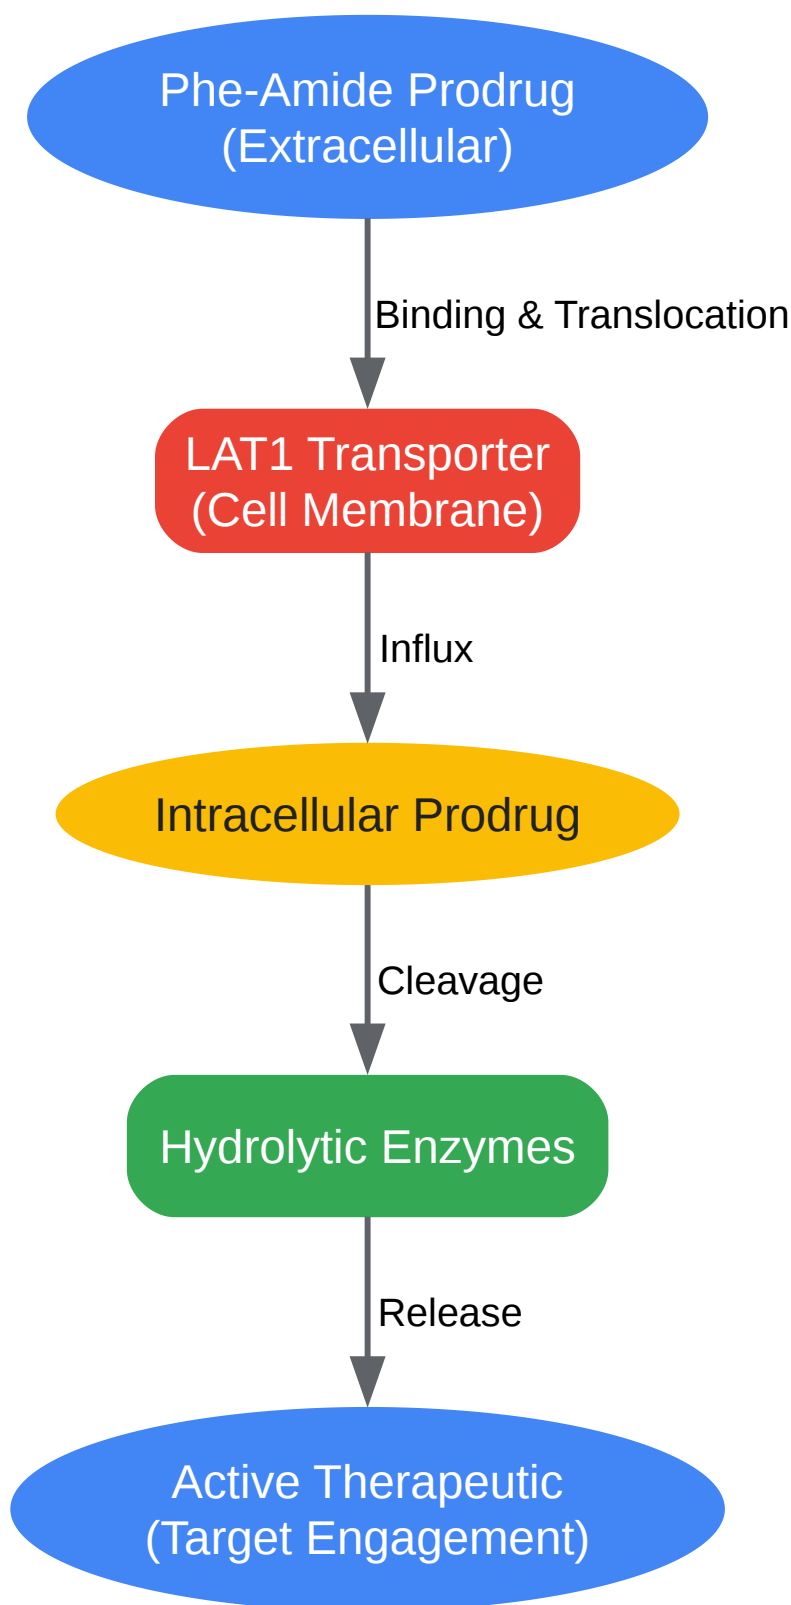 Phe-Amide Prodrug
(Extracellular)
Binding & Translocation
LAT1 Transporter
(Cell Membrane)
Influx
Intracellular Prodrug
Cleavage
Hydrolytic Enzymes
Release
Active Therapeutic
(Target Engagement)